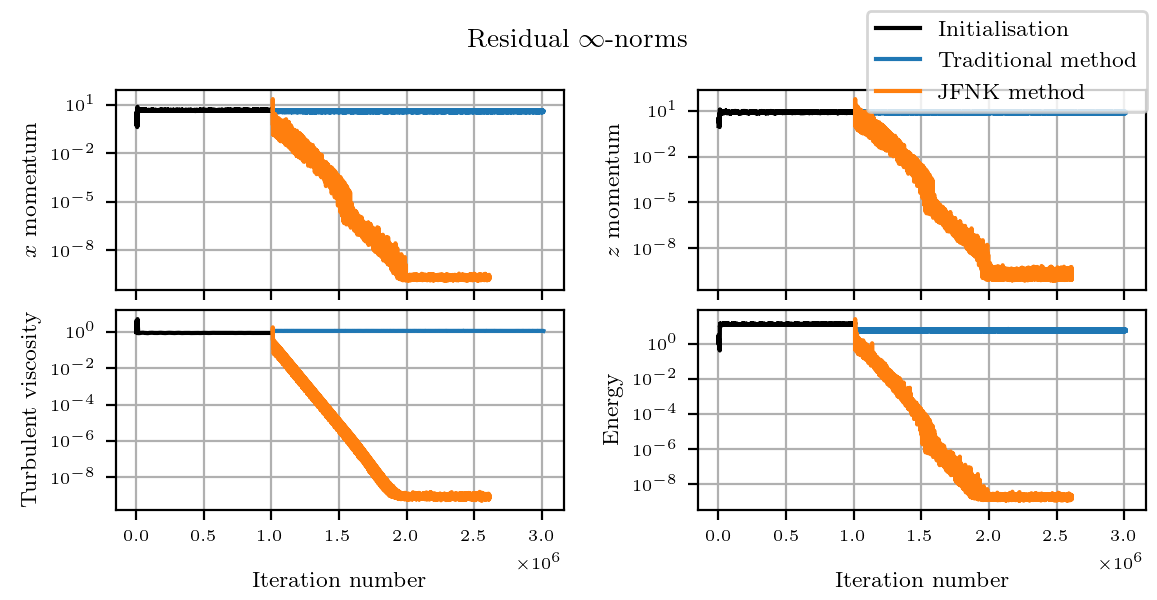 Residual ∞-norms
Initialisation
Traditional method
JFNK method
x momentum
10^1
10^−2
10^−5
10^−8
z momentum
10^1
10^−2
10^−5
10^−8
Turbulent viscosity
10^0
10^−2
10^−4
10^−6
10^−8
0.0 0.5 1.0 1.5 2.0 2.5 3.0
×10^6
Iteration number
Energy
10^0
10^−2
10^−4
10^−6
10^−8
0.0 0.5 1.0 1.5 2.0 2.5 3.0
×10^6
Iteration number